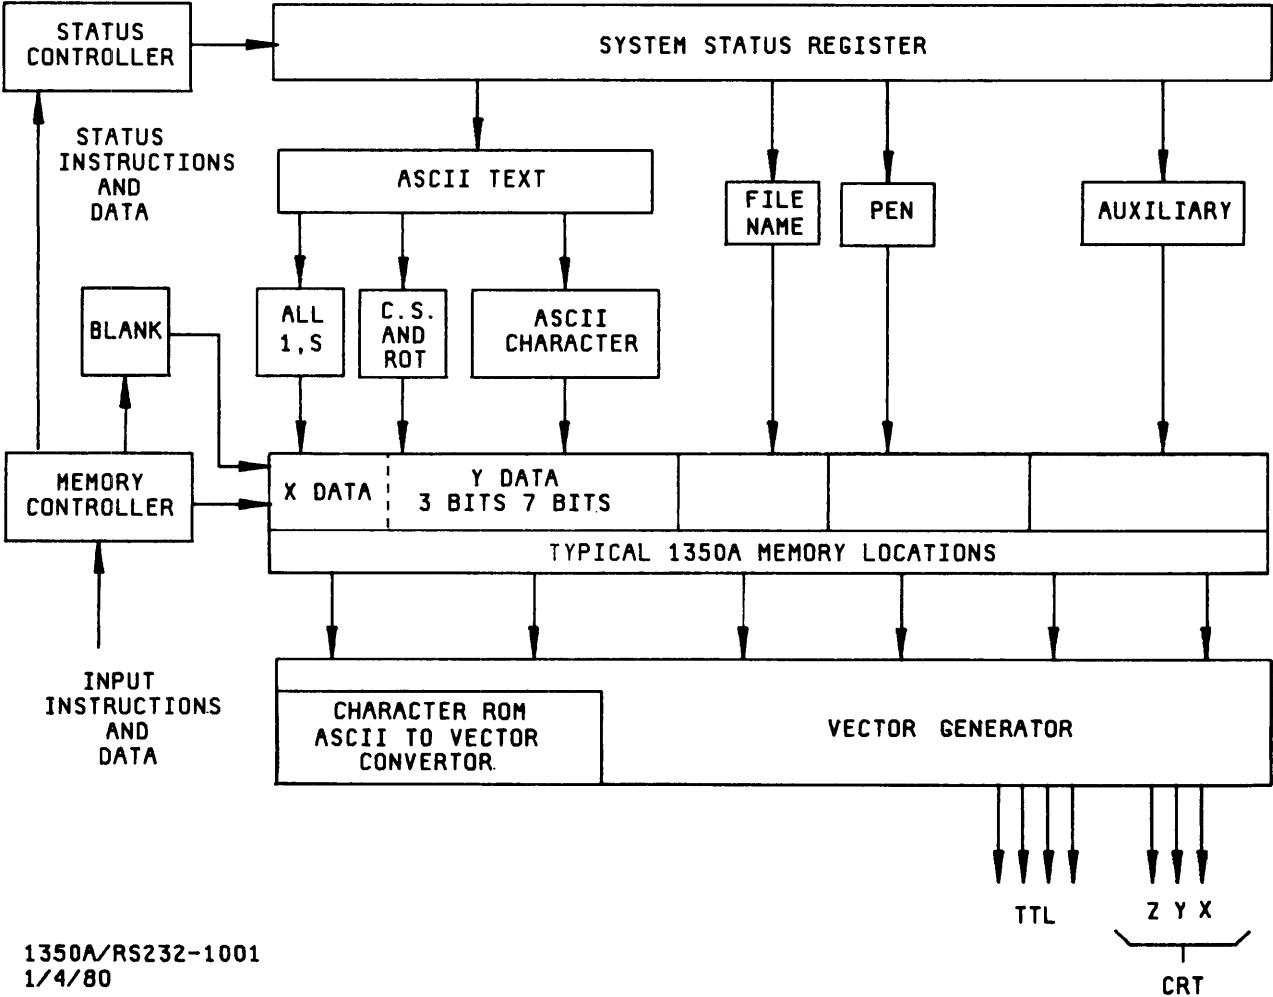 STATUS
CONTROLLER
SYSTEM STATUS REGISTER
STATUS
INSTRUCTIONS
AND
DATA
ASCII TEXT
FILE
NAME
PEN
AUXILIARY
BLANK
ALL
1,S
C.S.
AND
ROT
ASCII
CHARACTER
MEMORY
CONTROLLER
X DATA
Y DATA
3 BITS 7 BITS
TYPICAL 1350A MEMORY LOCATIONS
INPUT
INSTRUCTIONS
AND
DATA
CHARACTER ROM
ASCII TO VECTOR
CONVERTOR
VECTOR GENERATOR
TTL
Z Y X
CRT
1350A/RS232-1001
1/4/80